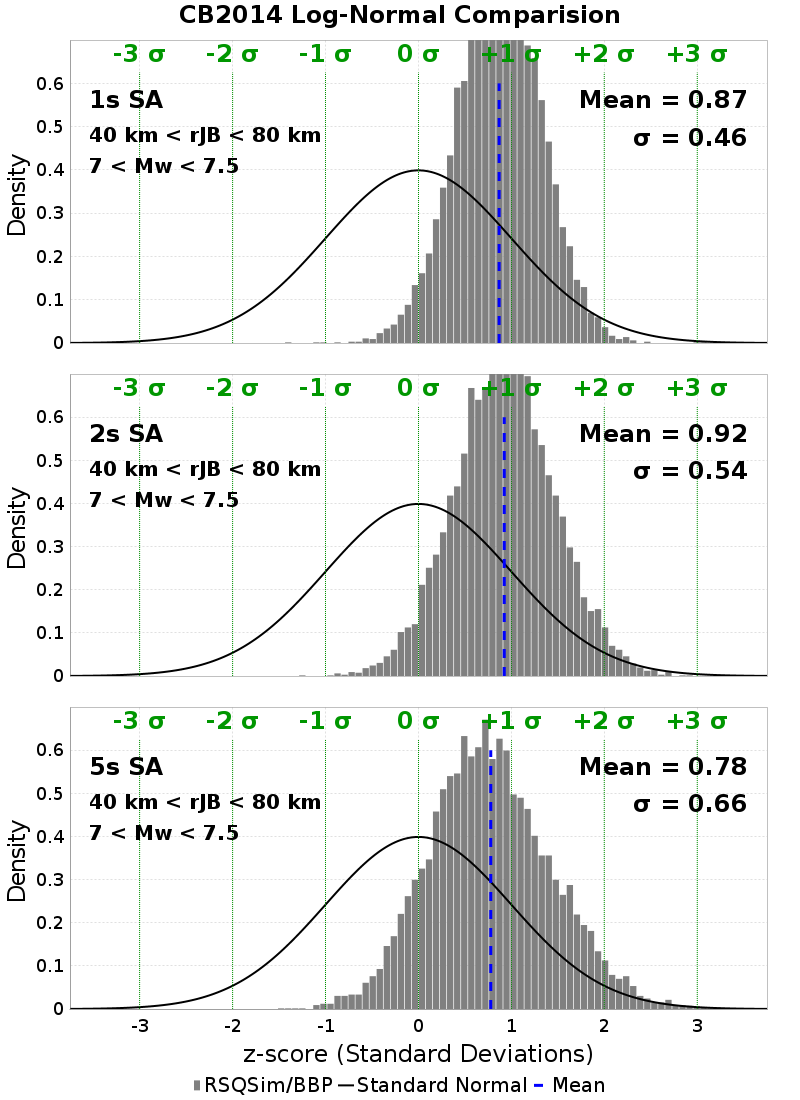 CB2014 Log-Normal Comparision
-3 σ -2 σ -1 σ 0 σ +1 σ +2 σ +3 σ
1s SA
Mean = 0.87
40 km < rJB < 80 km
σ = 0.46
7 < Mw < 7.5
0.6
0.5
0.4
0.3
0.2
0.1
0
Density
-3 σ -2 σ -1 σ 0 σ +1 σ +2 σ +3 σ
2s SA
Mean = 0.92
40 km < rJB < 80 km
σ = 0.54
7 < Mw < 7.5
0.6
0.5
0.4
0.3
0.2
0.1
0
Density
-3 σ -2 σ -1 σ 0 σ +1 σ +2 σ +3 σ
5s SA
Mean = 0.78
40 km < rJB < 80 km
σ = 0.66
7 < Mw < 7.5
0.6
0.5
0.4
0.3
0.2
0.1
0
Density
-3 -2 -1 0 1 2 3
z-score (Standard Deviations)
RSQSim/BBP Standard Normal Mean